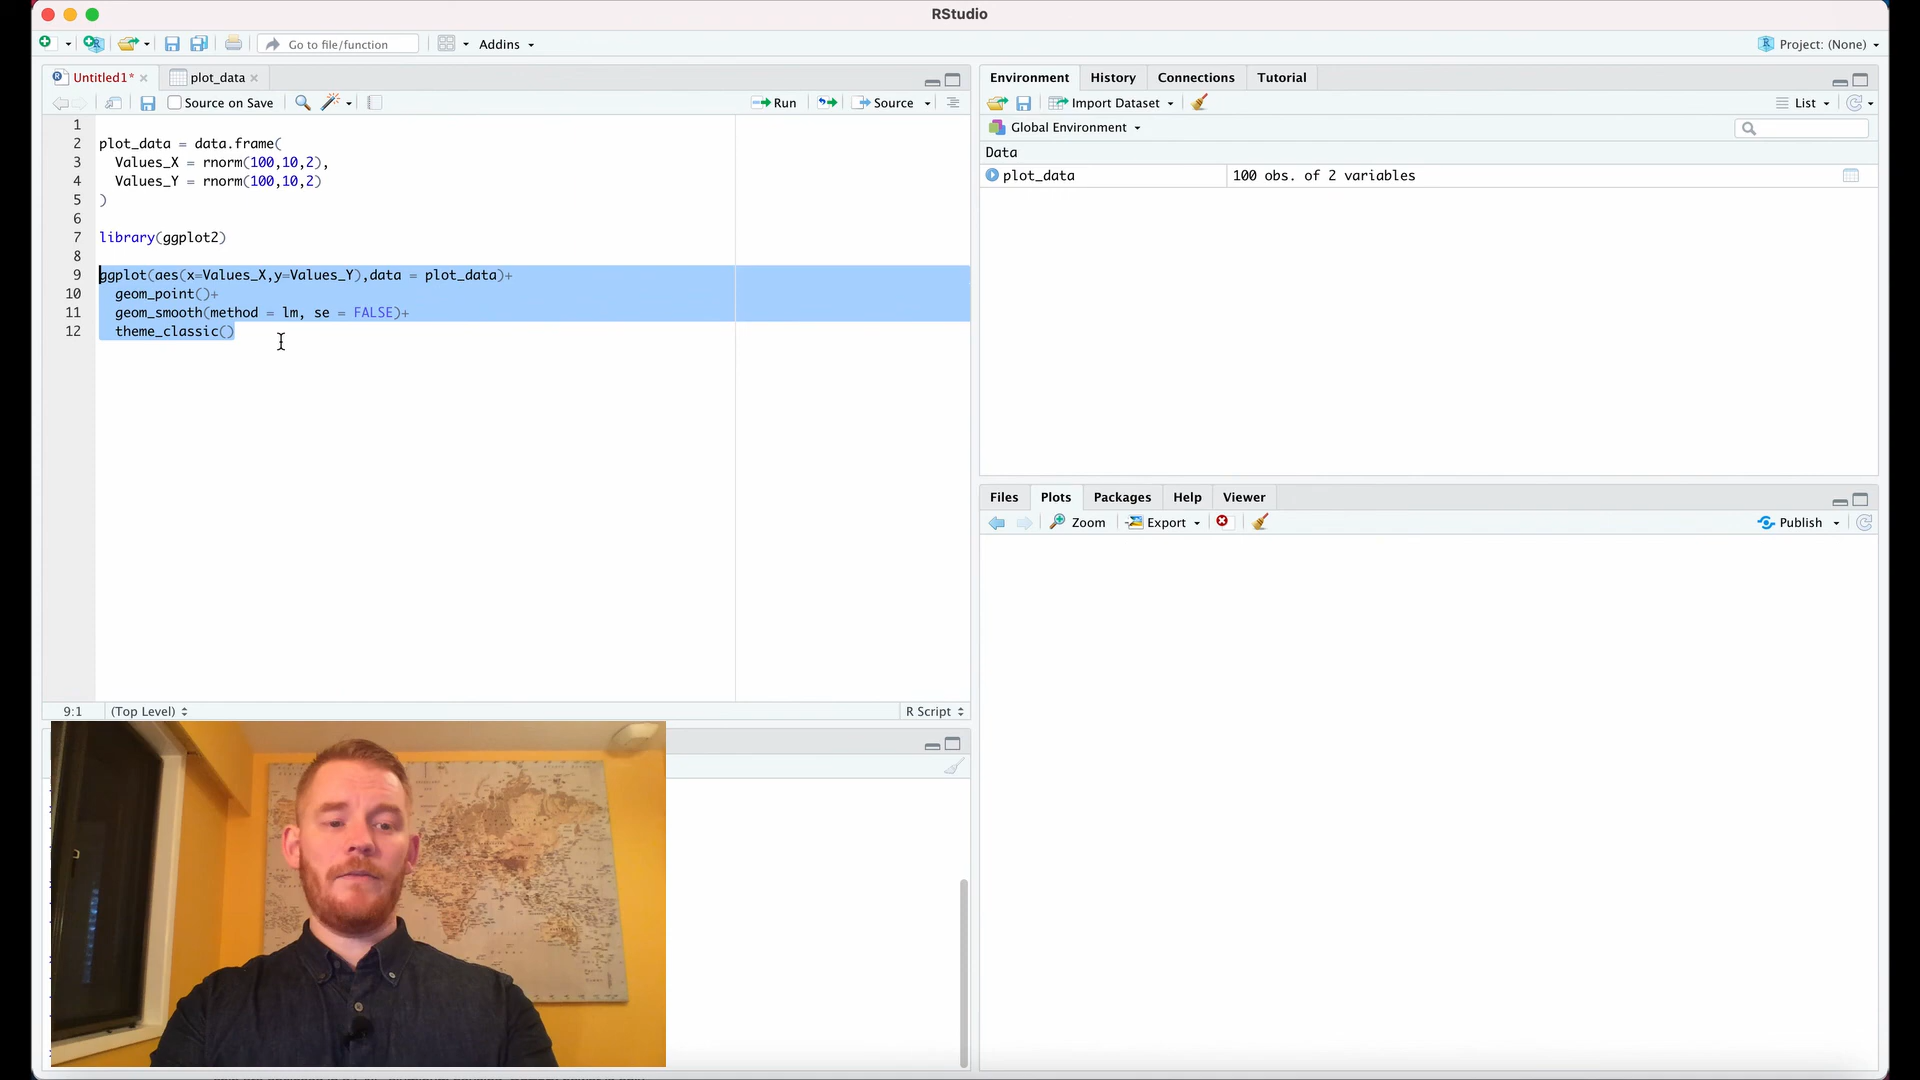 RStudio
Go to file/function
Addins
Project: (None)
Untitled1*
plot_data
Source on Save
Run
Source
1
2 plot_data = data.frame(
3 Values_X = rnorm(100,10,2),
4 Values_Y = rnorm(100,10,2)
5 )
6
7 library(ggplot2)
8
9 ggplot(aes(x=Values_X,y=Values_Y),data = plot_data)+
10 geom_point()+
11 geom_smooth(method = lm, se = FALSE)+
12 theme_classic()
9:1
(Top Level)
R Script
Environment
History
Connections
Tutorial
Import Dataset
List
Global Environment
Data
plot_data
100 obs. of 2 variables
Files
Plots
Packages
Help
Viewer
Zoom
Export
Publish